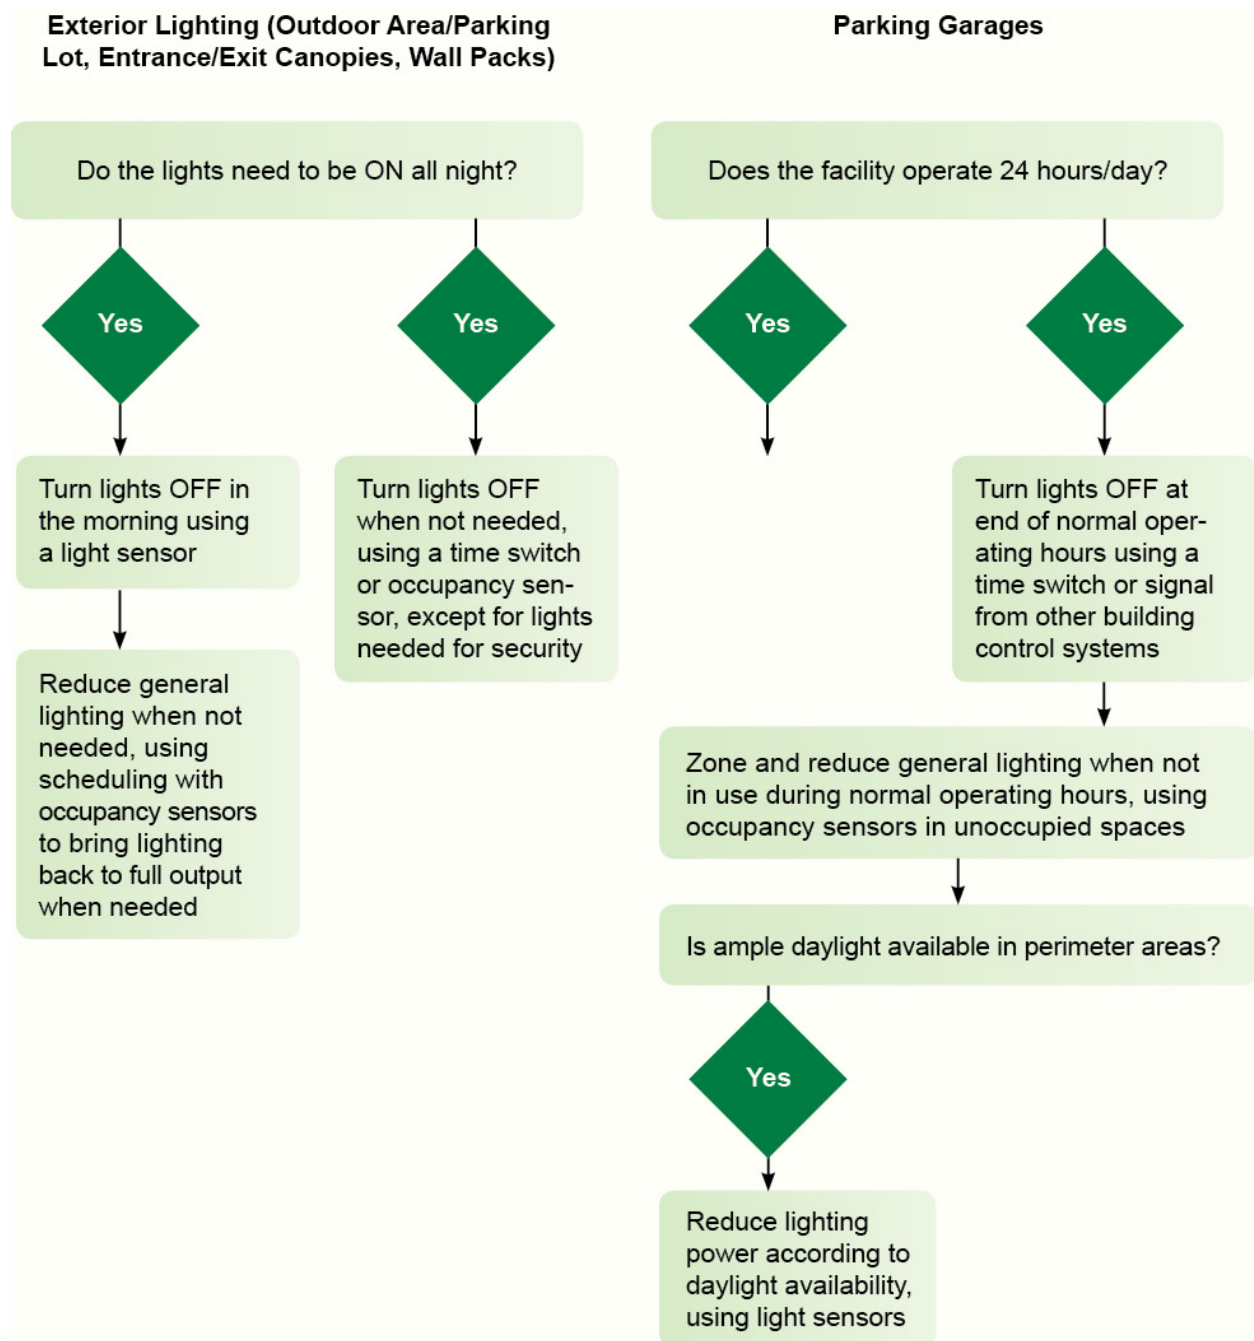 Exterior Lighting (Outdoor Area/Parking
Lot, Entrance/Exit Canopies, Wall Packs)
Do the lights need to be ON all night?
Yes
Yes
Turn lights OFF in
the morning using
a light sensor
Turn lights OFF
when not needed,
using a time switch
or occupancy sen-
sor, except for lights
needed for security
Reduce general
lighting when not
needed, using
scheduling with
occupancy sensors
to bring lighting
back to full output
when needed
Parking Garages
Does the facility operate 24 hours/day?
Yes
Yes
Turn lights OFF at
end of normal oper-
ating hours using a
time switch or signal
from other building
control systems
Zone and reduce general lighting when not
in use during normal operating hours, using
occupancy sensors in unoccupied spaces
Is ample daylight available in perimeter areas?
Yes
Reduce lighting
power according to
daylight availability,
using light sensors